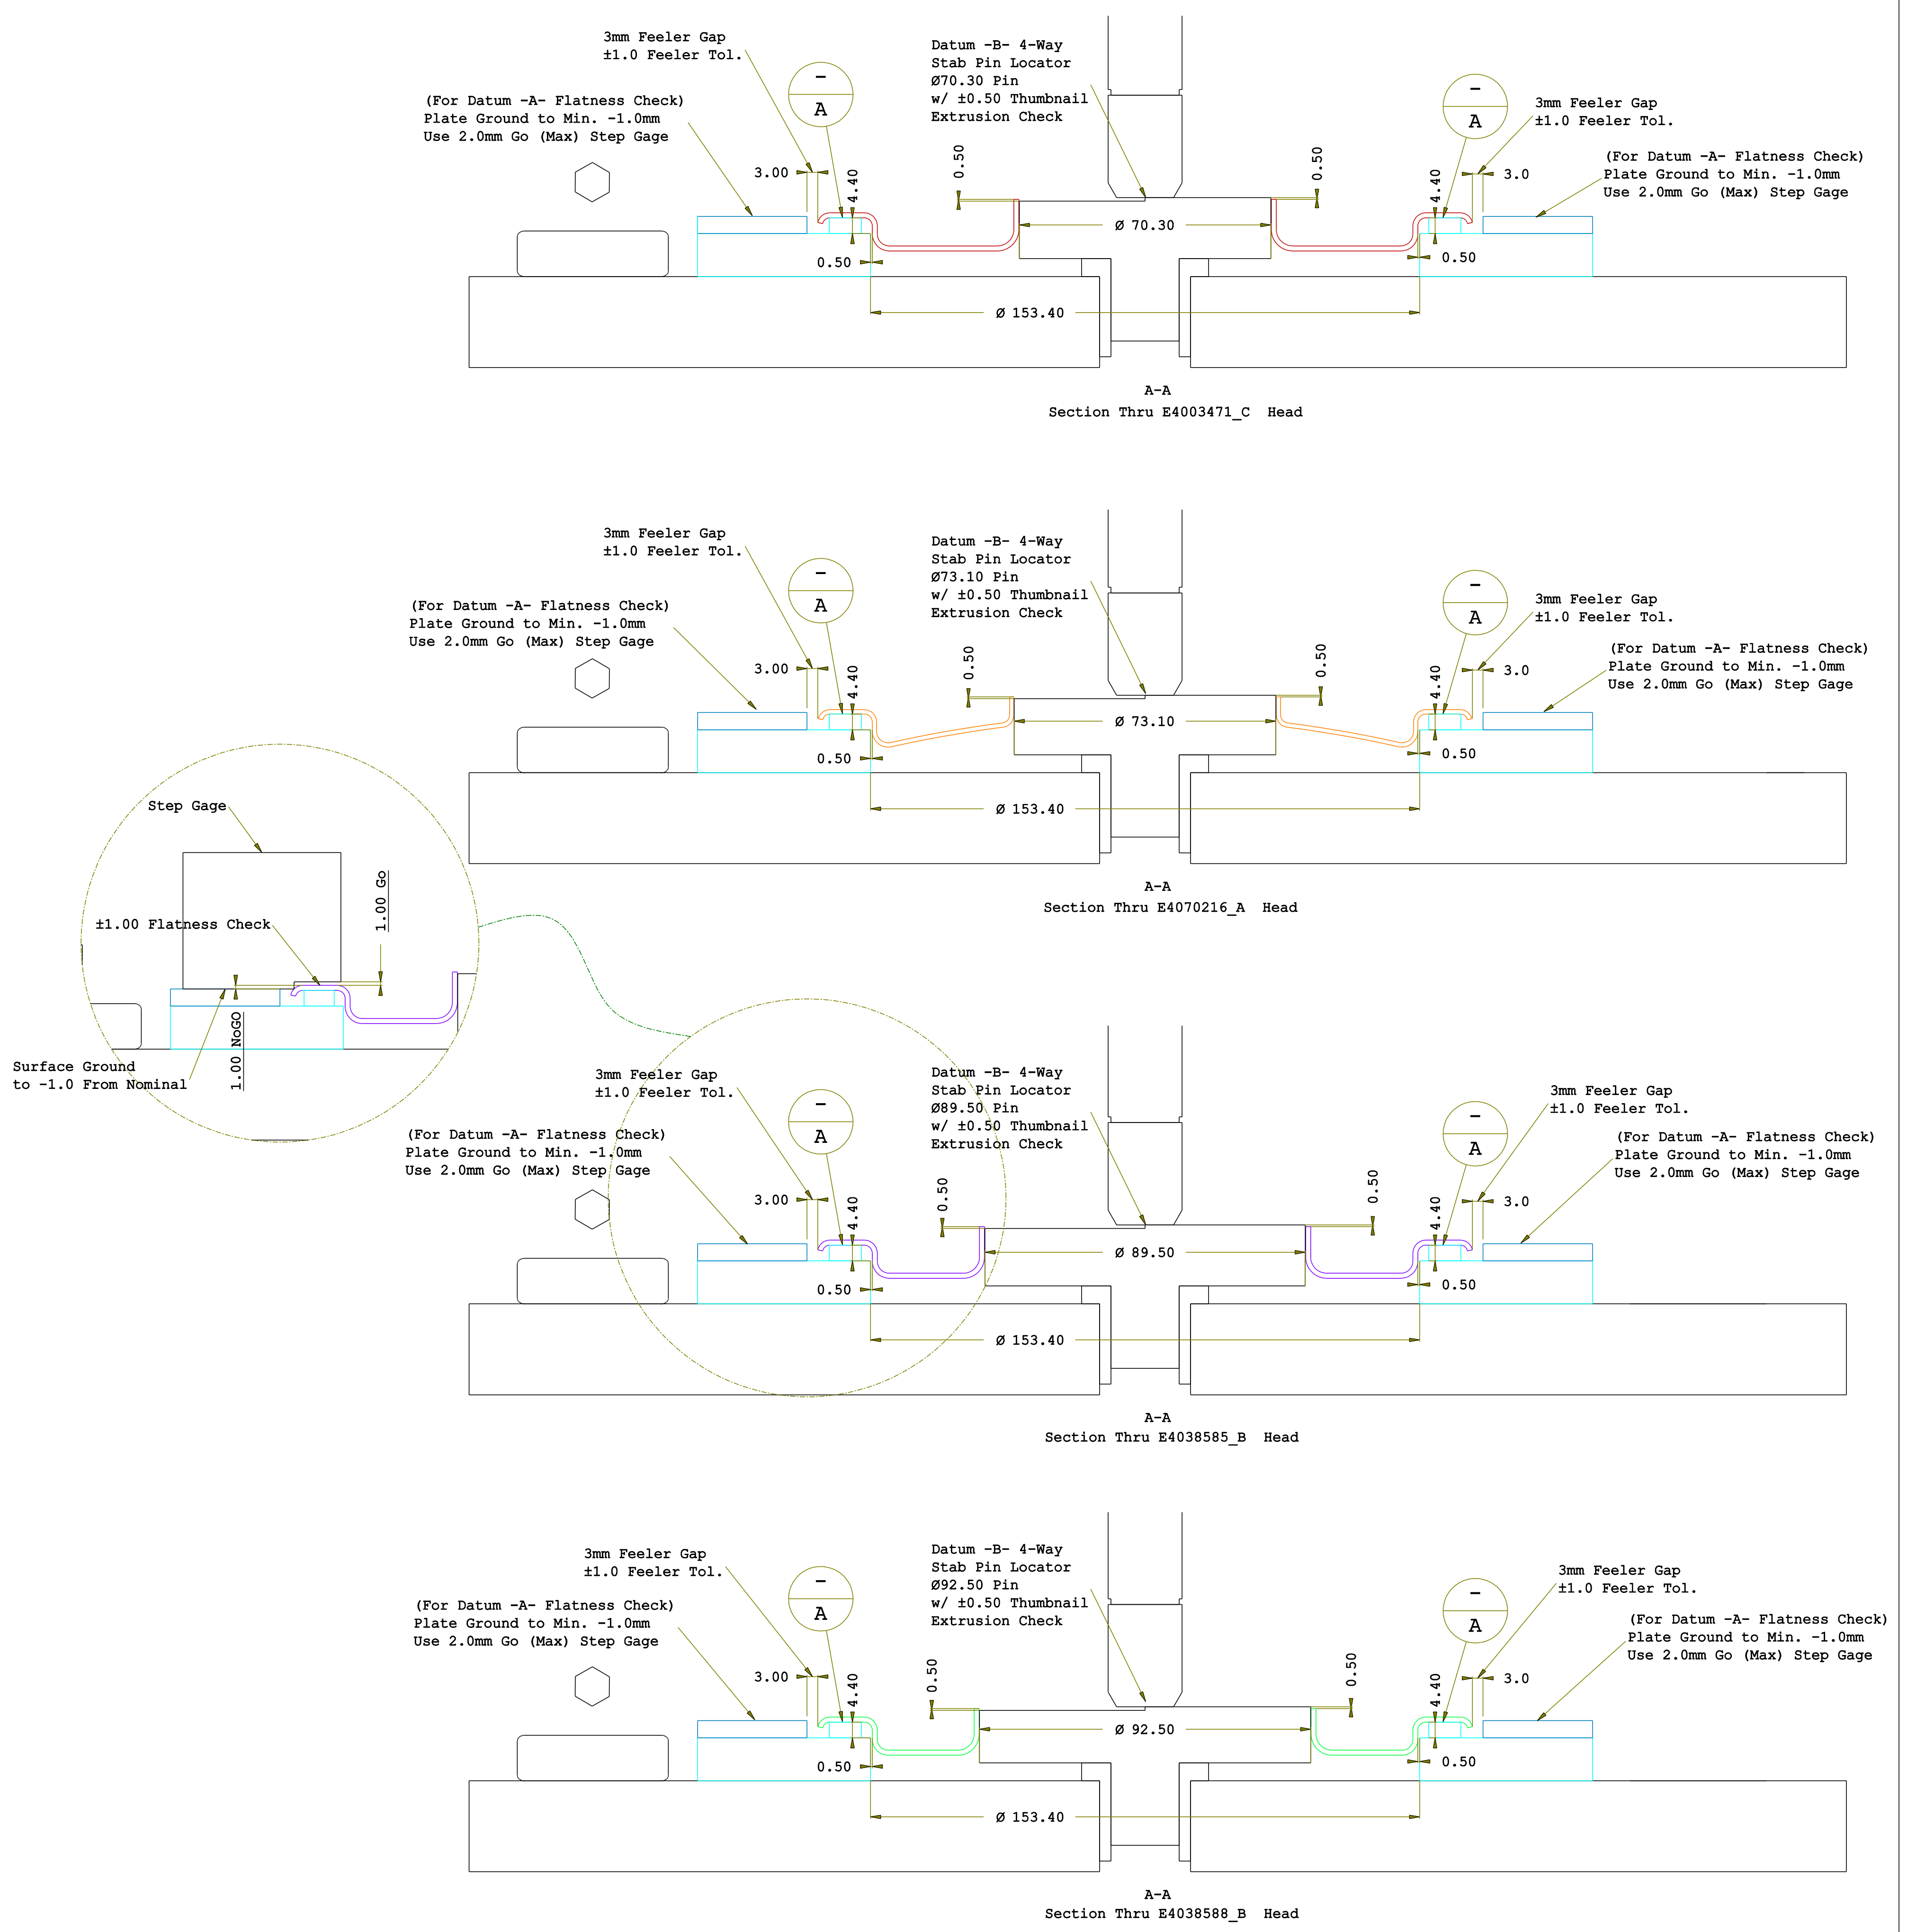 3mm Feeler Gap
±1.0 Feeler Tol.
Datum -B- 4-Way
Stab Pin Locator
Ø70.30 Pin
w/ ±0.50 Thumbnail
Extrusion Check
-
A
-
A
3mm Feeler Gap
±1.0 Feeler Tol.
(For Datum -A- Flatness Check)
Plate Ground to Min. -1.0mm
Use 2.0mm Go (Max) Step Gage
(For Datum -A- Flatness Check)
Plate Ground to Min. -1.0mm
Use 2.0mm Go (Max) Step Gage
3.00
4.40
0.50
0.50
4.40
3.0
Ø 70.30
0.50
0.50
Ø 153.40
A-A
Section Thru E4003471_C Head
3mm Feeler Gap
±1.0 Feeler Tol.
Datum -B- 4-Way
Stab Pin Locator
Ø73.10 Pin
w/ ±0.50 Thumbnail
Extrusion Check
-
A
-
A
3mm Feeler Gap
±1.0 Feeler Tol.
(For Datum -A- Flatness Check)
Plate Ground to Min. -1.0mm
Use 2.0mm Go (Max) Step Gage
(For Datum -A- Flatness Check)
Plate Ground to Min. -1.0mm
Use 2.0mm Go (Max) Step Gage
3.00
4.40
0.50
0.50
4.40
3.0
Ø 73.10
0.50
0.50
Ø 153.40
A-A
Section Thru E4070216_A Head
Step Gage
±1.00 Flatness Check
1.00 Go
1.00 NoGO
Surface Ground
to -1.0 From Nominal
3mm Feeler Gap
±1.0 Feeler Tol.
Datum -B- 4-Way
Stab Pin Locator
Ø89.50 Pin
w/ ±0.50 Thumbnail
Extrusion Check
-
A
-
A
3mm Feeler Gap
±1.0 Feeler Tol.
(For Datum -A- Flatness Check)
Plate Ground to Min. -1.0mm
Use 2.0mm Go (Max) Step Gage
(For Datum -A- Flatness Check)
Plate Ground to Min. -1.0mm
Use 2.0mm Go (Max) Step Gage
3.00
4.40
0.50
0.50
4.40
3.0
Ø 89.50
0.50
0.50
Ø 153.40
A-A
Section Thru E4038585_B Head
3mm Feeler Gap
±1.0 Feeler Tol.
Datum -B- 4-Way
Stab Pin Locator
Ø92.50 Pin
w/ ±0.50 Thumbnail
Extrusion Check
-
A
-
A
3mm Feeler Gap
±1.0 Feeler Tol.
(For Datum -A- Flatness Check)
Plate Ground to Min. -1.0mm
Use 2.0mm Go (Max) Step Gage
(For Datum -A- Flatness Check)
Plate Ground to Min. -1.0mm
Use 2.0mm Go (Max) Step Gage
3.00
4.40
0.50
0.50
4.40
3.0
Ø 92.50
0.50
0.50
Ø 153.40
A-A
Section Thru E4038588_B Head